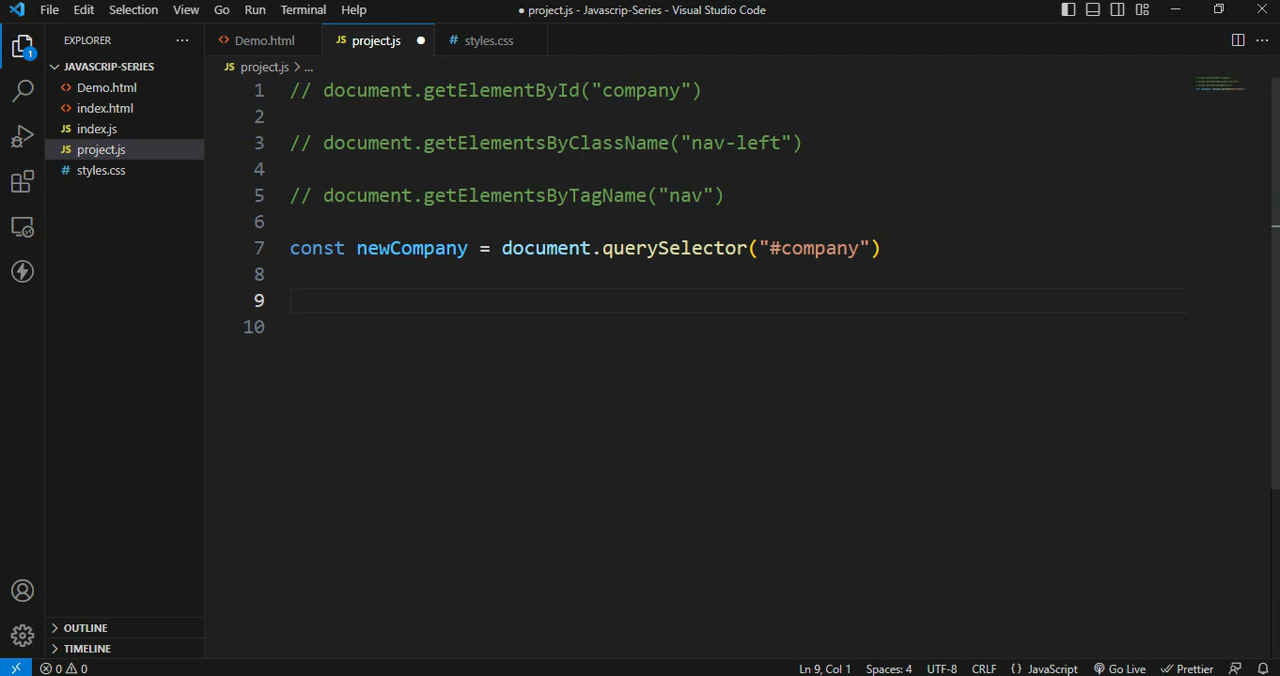 File Edit Selection View Go Run Terminal Help
● project.js - Javascrip-Series - Visual Studio Code
EXPLORER ...
1
JAVASCRIP-SERIES
<> Demo.html
<> index.html
JS index.js
JS project.js
# styles.css
OUTLINE
TIMELINE
<> Demo.html JS project.js ● # styles.css
JS project.js > ...
1 // document.getElementById("company")
2
3 // document.getElementsByClassName("nav-left")
4
5 // document.getElementsByTagName("nav")
6
7 const newCompany = document.querySelector("#company")
8
9
10
0 0 Ln 9, Col 1 Spaces: 4 UTF-8 CRLF {} JavaScript Go Live Prettier